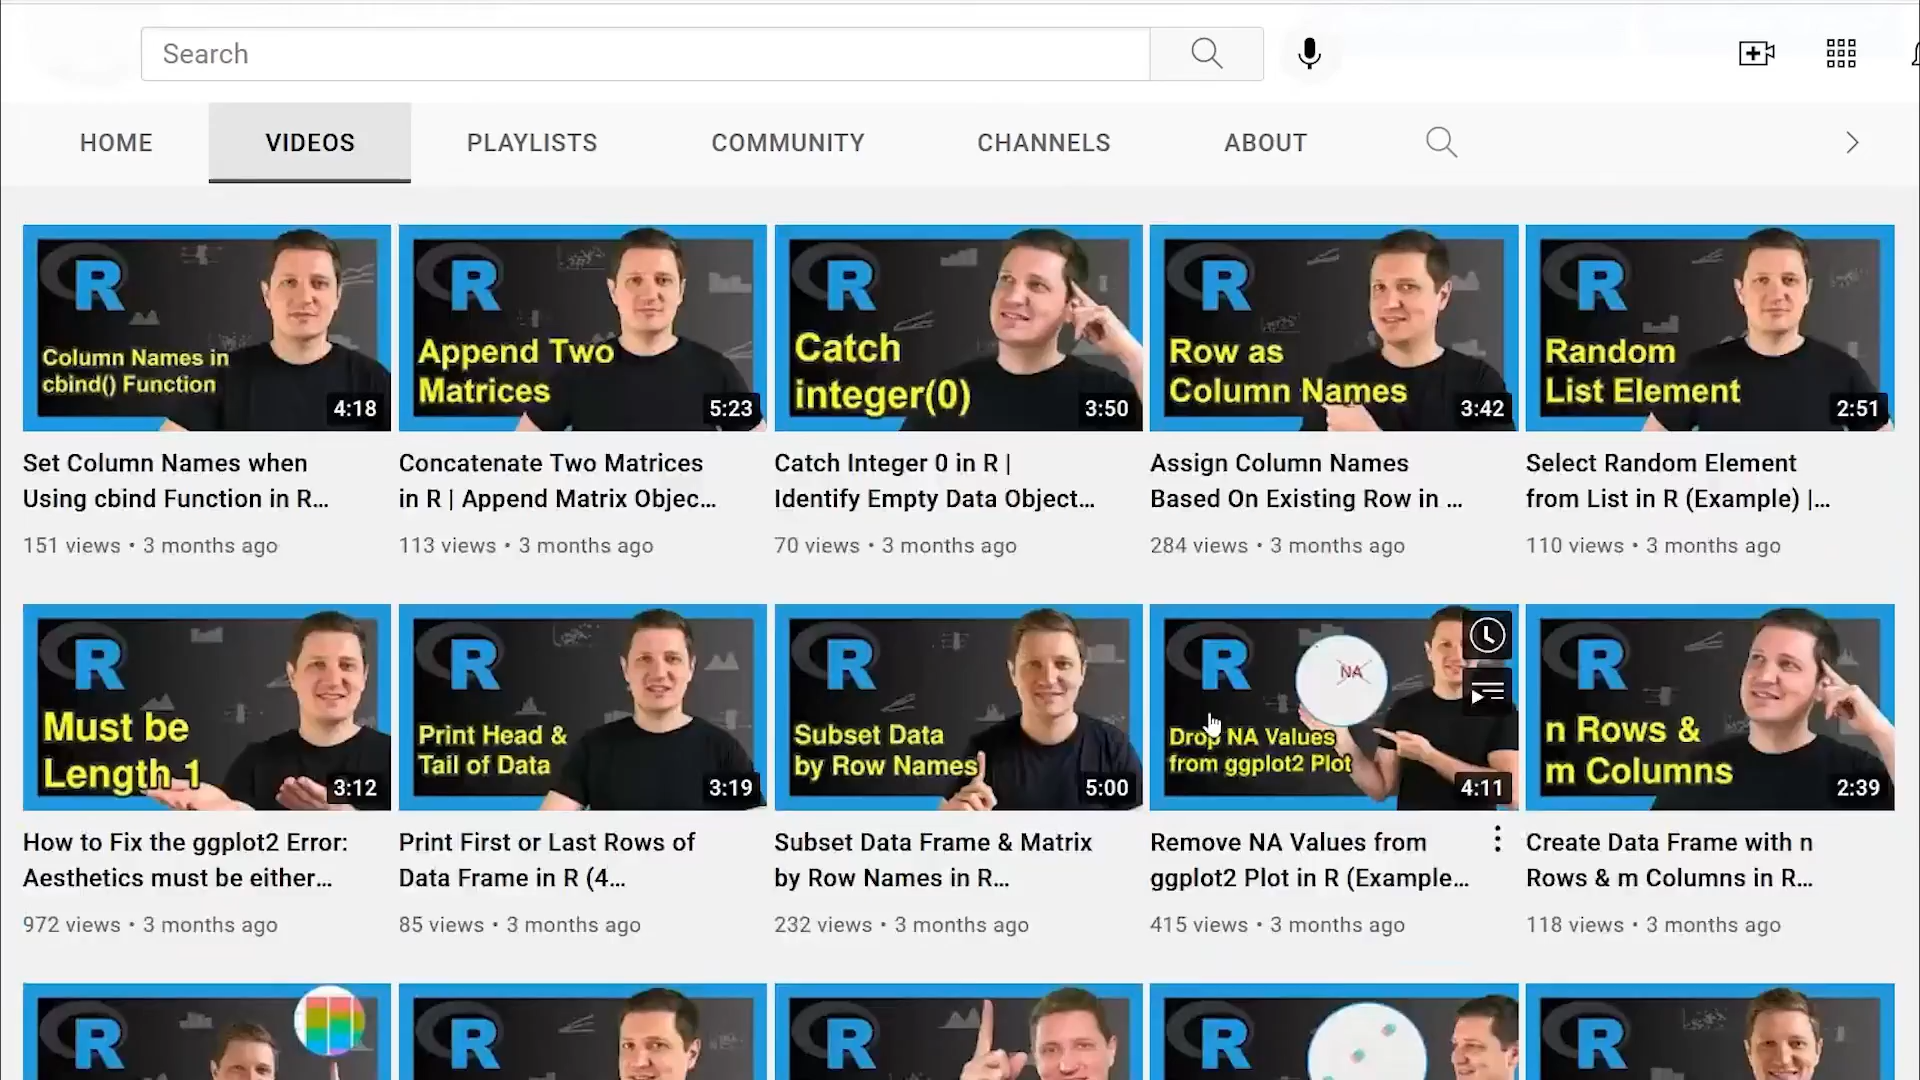 Search
HOME VIDEOS PLAYLISTS COMMUNITY CHANNELS ABOUT
R
Column Names in
cbind() Function
4:18
Set Column Names when
Using cbind Function in R...
151 views • 3 months ago
R
Append Two
Matrices
5:23
Concatenate Two Matrices
in R | Append Matrix Objec...
113 views • 3 months ago
R
Catch
integer(0)
3:50
Catch Integer 0 in R |
Identify Empty Data Object...
70 views • 3 months ago
R
Row as
Column Names
3:42
Assign Column Names
Based On Existing Row in ...
284 views • 3 months ago
R
Random
List Element
2:51
Select Random Element
from List in R (Example) |...
110 views • 3 months ago
R
Must be
Length 1
3:12
How to Fix the ggplot2 Error:
Aesthetics must be either...
972 views • 3 months ago
R
Print Head &
Tail of Data
3:19
Print First or Last Rows of
Data Frame in R (4...
85 views • 3 months ago
R
Subset Data
by Row Names
5:00
Subset Data Frame & Matrix
by Row Names in R...
232 views • 3 months ago
R
NA
Drop NA Values
from ggplot2 Plot
4:11
Remove NA Values from
ggplot2 Plot in R (Example...
415 views • 3 months ago
R
n Rows &
m Columns
2:39
Create Data Frame with n
Rows & m Columns in R...
118 views • 3 months ago
R
R
R
R
R